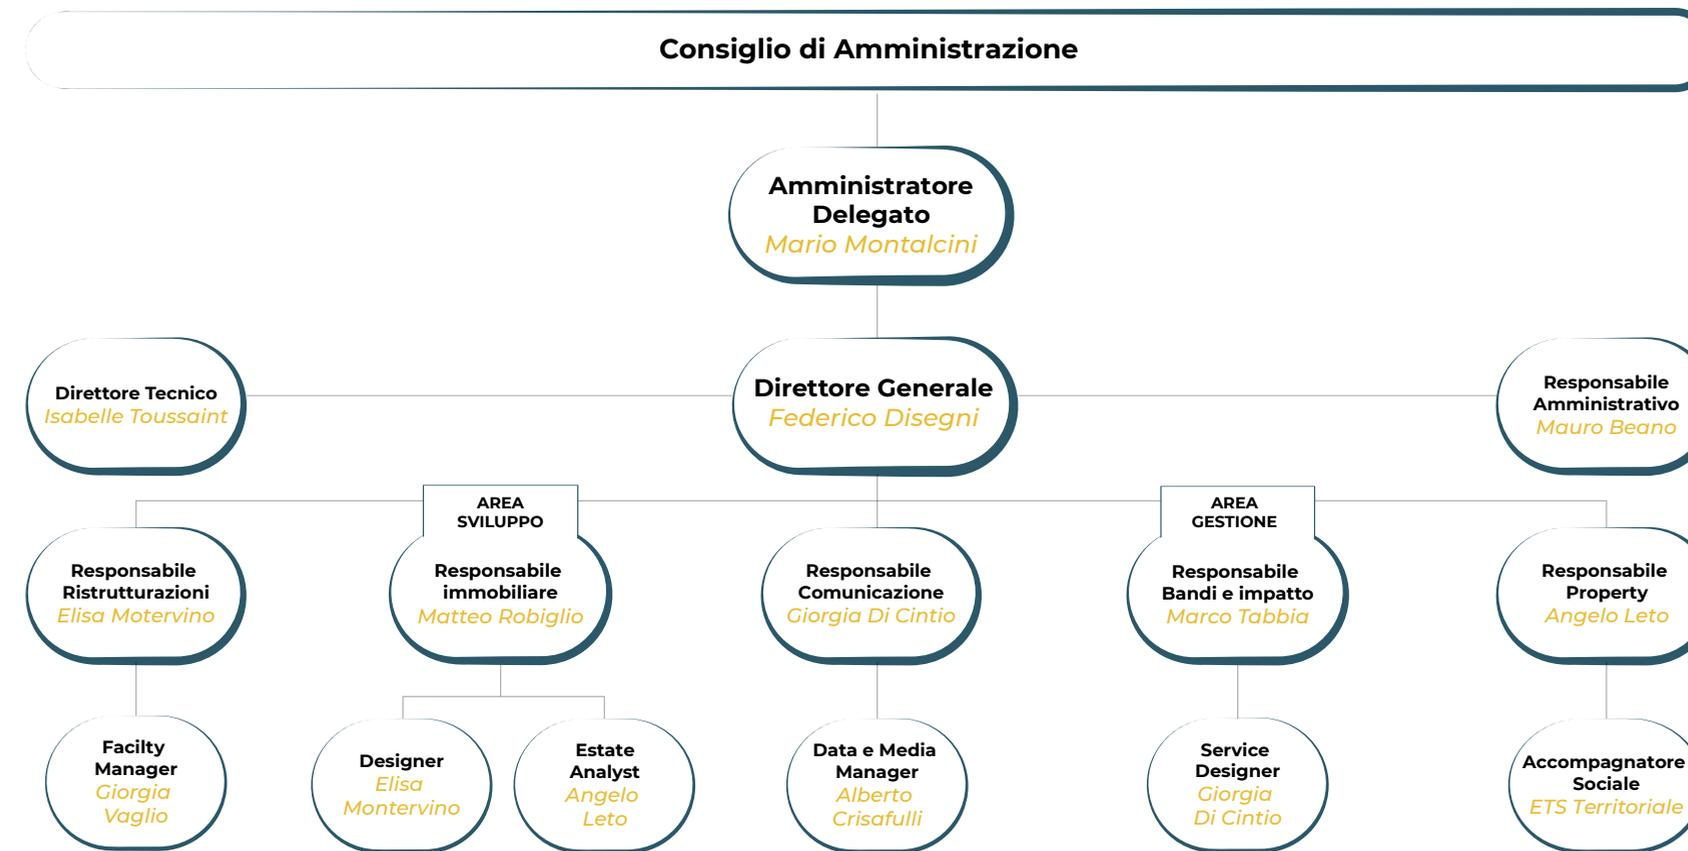 Consiglio di Amministrazione
Amministratore
Delegato
Mario Montalcini
Direttore Tecnico
Isabelle Toussaint
Direttore Generale
Federico Disegni
Responsabile
Amministrativo
Mauro Beano
AREA
SVILUPPO
AREA
GESTIONE
Responsabile
Ristrutturazioni
Elisa Motervino
Responsabile
immobiliare
Matteo Robiglio
Responsabile
Comunicazione
Giorgia Di Cintio
Responsabile
Bandi e impatto
Marco Tabbia
Responsabile
Property
Angelo Leto
Facilty
Manager
Giorgia
Vaglio
Designer
Elisa
Montervino
Estate
Analyst
Angelo
Leto
Data e Media
Manager
Alberto
Crisafulli
Service
Designer
Giorgia
Di Cintio
Accompagnatore
Sociale
ETS Territoriale